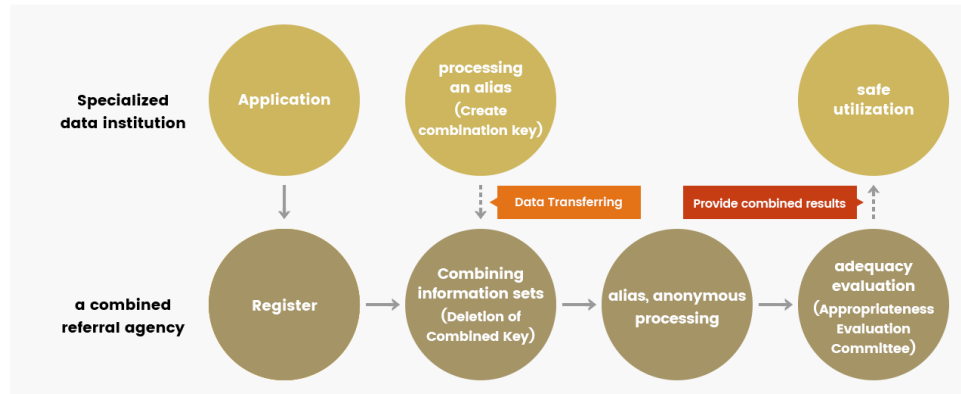 Specialized
data institution
Application
processing
an alias
(Create
combination key)
safe
utilization
Data Transferring
Provide combined results
a combined
referral agency
Register
Combining
information sets
(Deletion of
Combined Key)
alias, anonymous
processing
adequacy
evaluation
(Appropriateness
Evaluation
Committee)